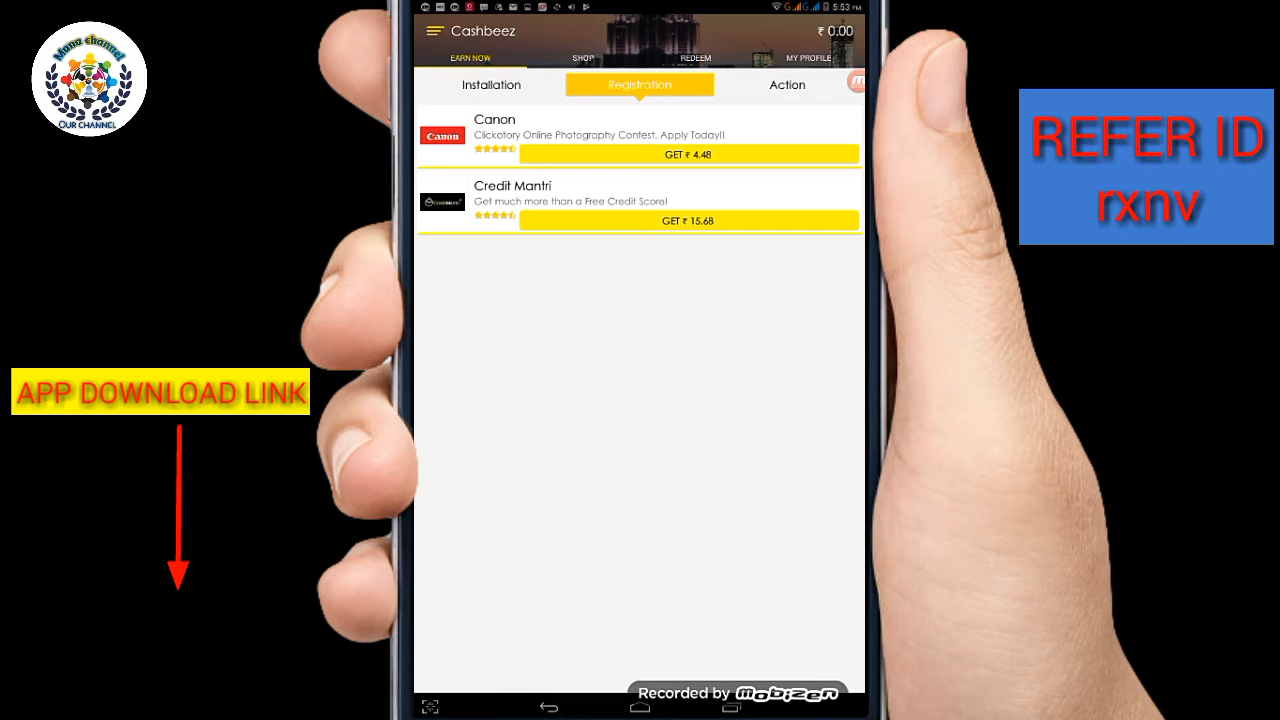 Mana channel
OUR CHANNEL
5:53 PM
Cashbeez
₹ 0.00
EARN NOW
SHOP
REDEEM
MY PROFILE
Installation
Registration
Action
Canon
Canon
Clickotory Online Photography Contest. Apply Today!!
GET ₹ 4.48
Credit Mantri
Get much more than a Free Credit Score!
GET ₹ 15.68
REFER ID
rxnv
APP DOWNLOAD LINK
Recorded by mobizen